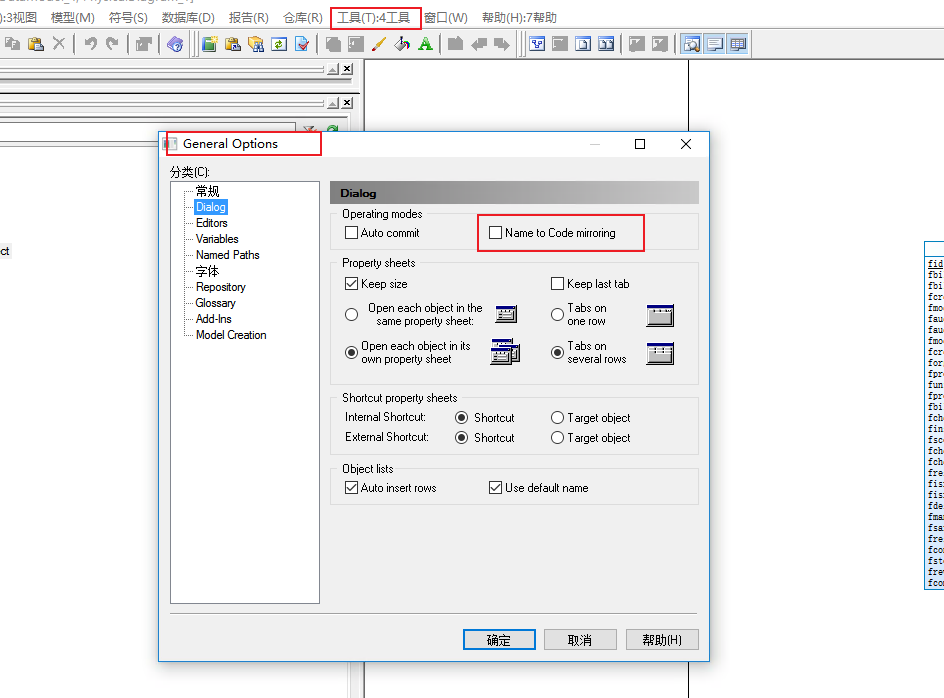 ):3视图 模型(M) 符号(S) 数据库(D) 报告(R) 仓库(R) 工具(T):4工具 窗口(W) 帮助(H):7帮助
General Options
分类(C):
常规
Dialog
Editors
Variables
Named Paths
字体
Repository
Glossary
Add-Ins
Model Creation
Dialog
Operating modes
Auto commit
Name to Code mirroring
Property sheets
Keep size
Keep last tab
Open each object in the
same property sheet:
Tabs on
one row
Open each object in its
own property sheet
Tabs on
several rows
Shortcut property sheets
Internal Shortcut: Shortcut Target object
External Shortcut: Shortcut Target object
Object lists
Auto insert rows
Use default name
确定 取消 帮助(H)
ct
fid
fbi
fbi
fcr
fmo
fau
fau
fmo
fcr
for
fpr
fun
fpr
fbi
fch
fin
fsc
fch
fch
fre
fis
fis
fde
fma
fsa
fre
fco
fst
fre
fco